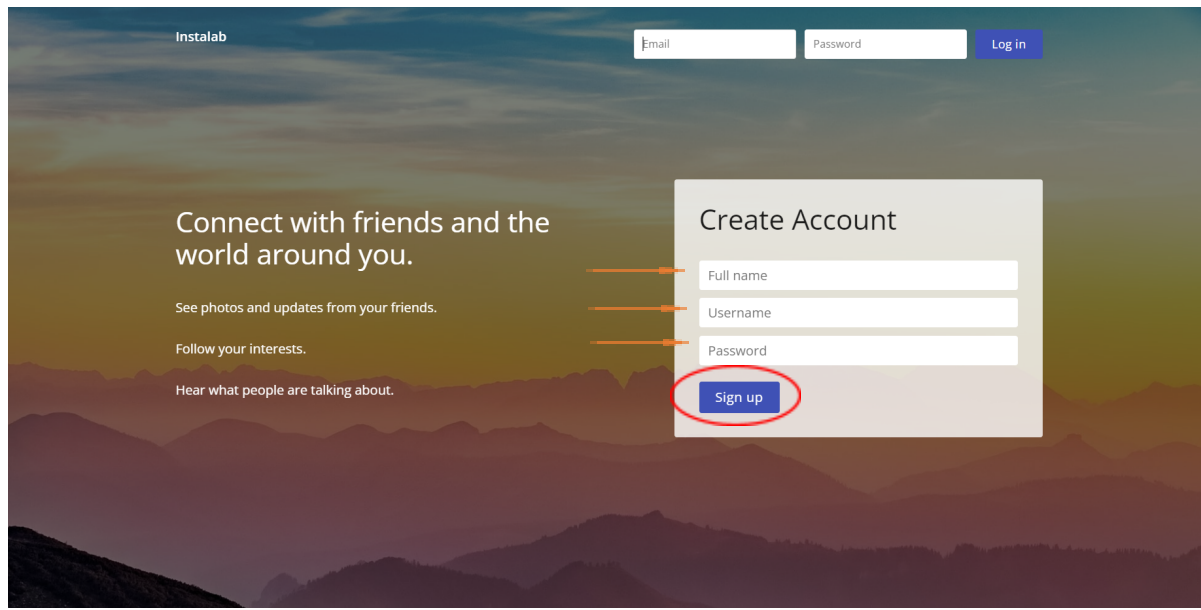 Instalab
Email
Password
Log in
Connect with friends and the
world around you.
See photos and updates from your friends.
Follow your interests.
Hear what people are talking about.
Create Account
Full name
Username
Password
Sign up